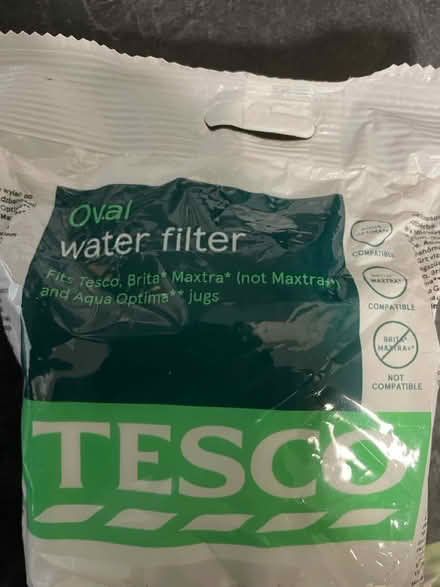 Oval
water filter
Fits Tesco, Brita* Maxtra* (not Maxtra+*)
and Aqua Optima** jugs
COMPATIBLE
MAXTRA*
COMPATIBLE
BRITA*
MAXTRA+*
NOT
COMPATIBLE
TESCO